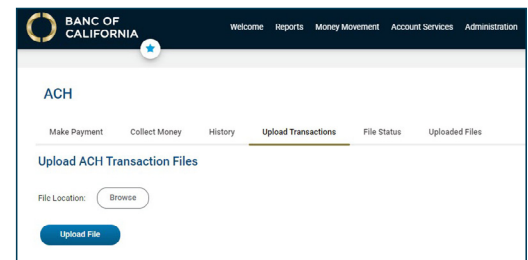 BANC OF
CALIFORNIA
Welcome Reports Money Movement Account Services Administration
ACH
Make Payment Collect Money History Upload Transactions File Status Uploaded Files
Upload ACH Transaction Files
File Location: Browse
Upload File